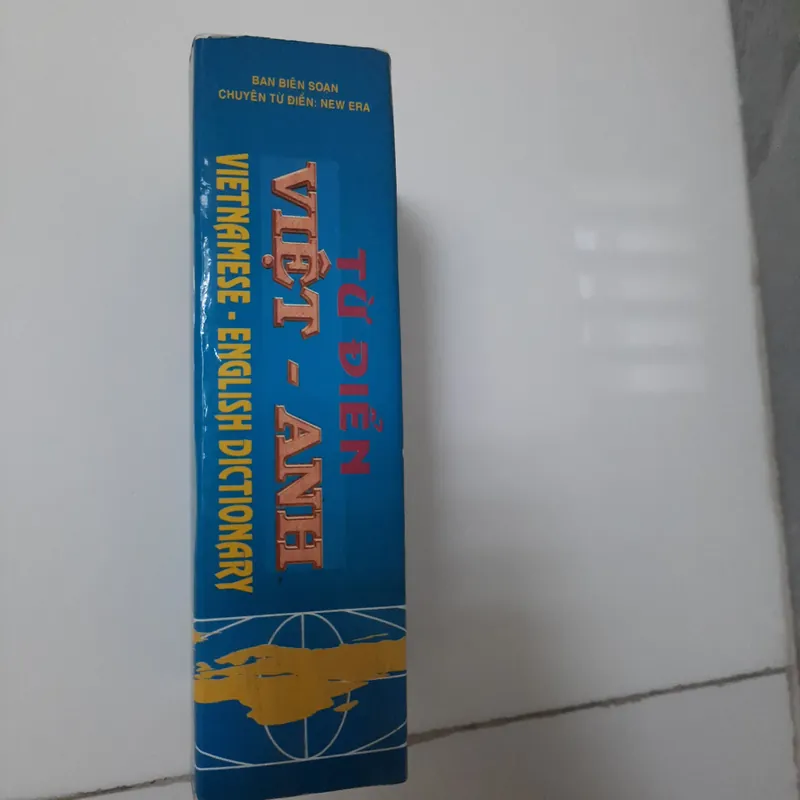 BAN BIÊN SOẠN
CHUYÊN TỪ ĐIỂN: NEW ERA
TỪ ĐIỂN
VIỆT - ANH
VIETNAMESE - ENGLISH DICTIONARY